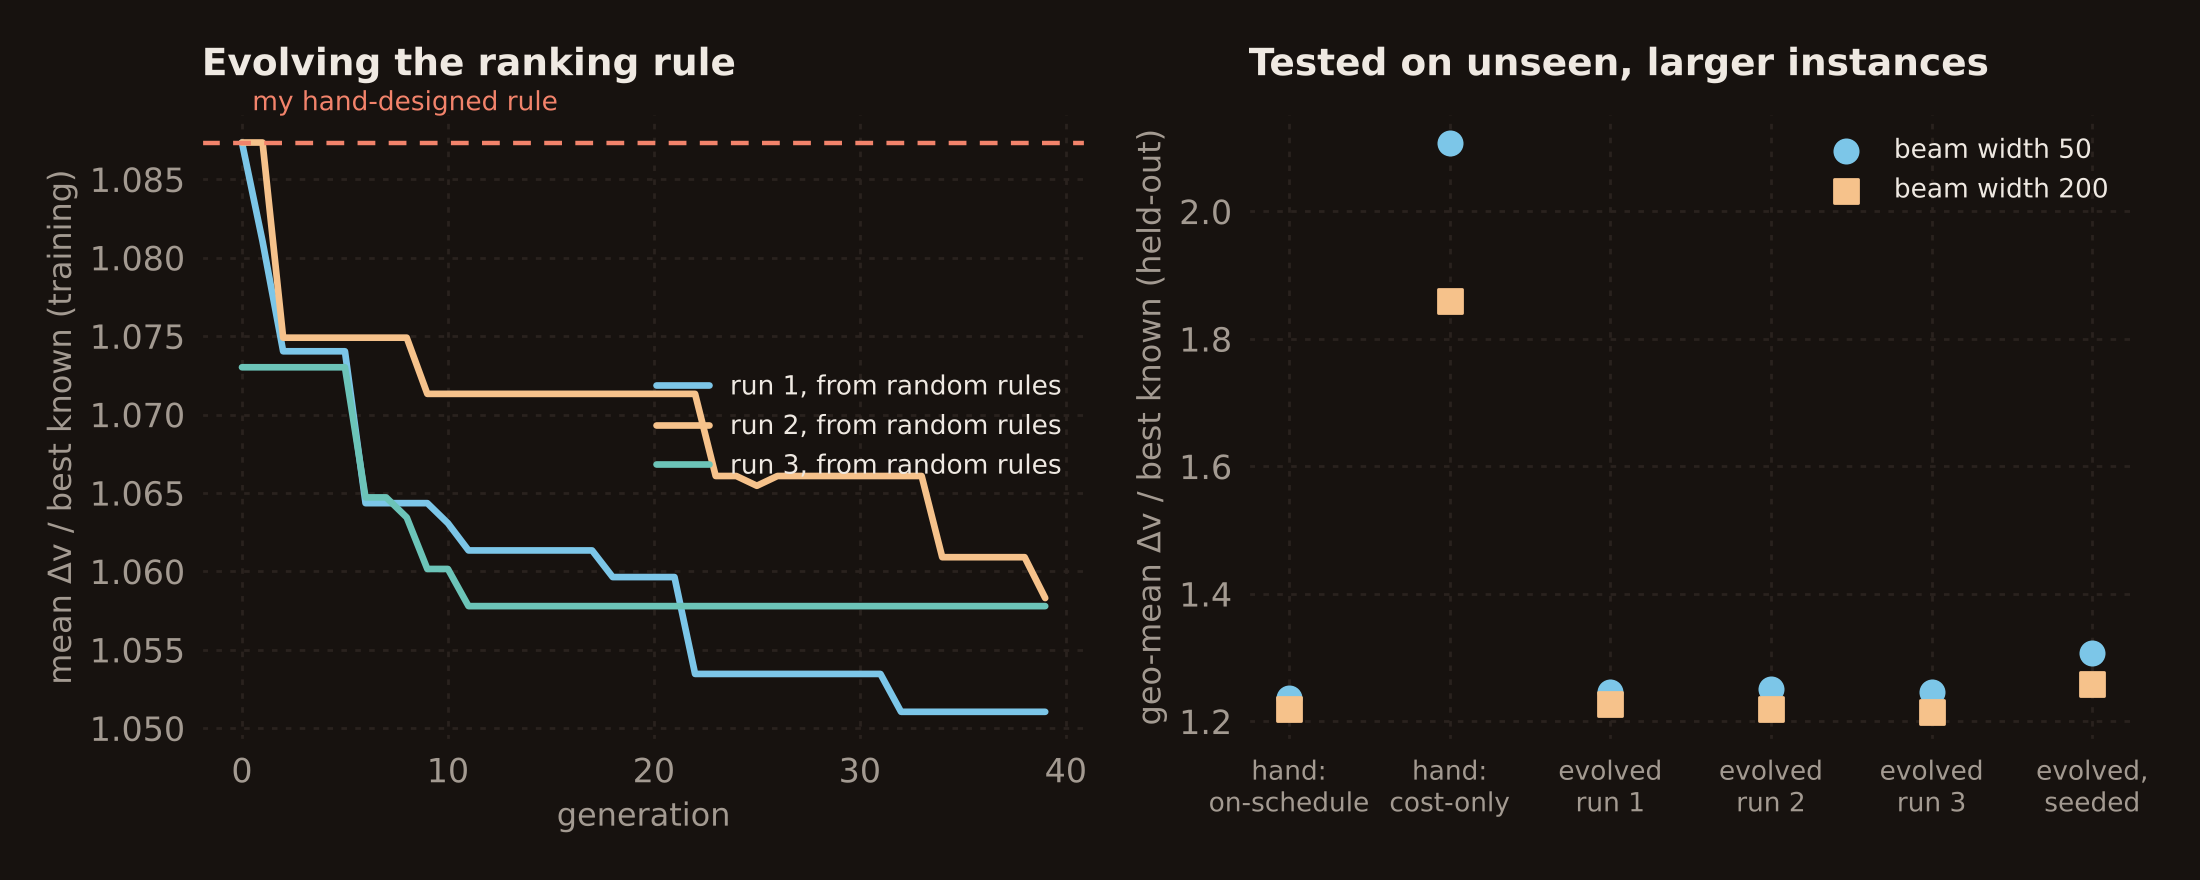 Evolving the ranking rule
my hand-designed rule
mean Δv / best known (training)
1.085
1.080
1.075
1.070
1.065
1.060
1.055
1.050
run 1, from random rules
run 2, from random rules
run 3, from random rules
0 10 20 30 40
generation
Tested on unseen, larger instances
geo-mean Δv / best known (held-out)
2.0
1.8
1.6
1.4
1.2
beam width 50
beam width 200
hand: on-schedule
hand: cost-only
evolved run 1
evolved run 2
evolved run 3
evolved, seeded